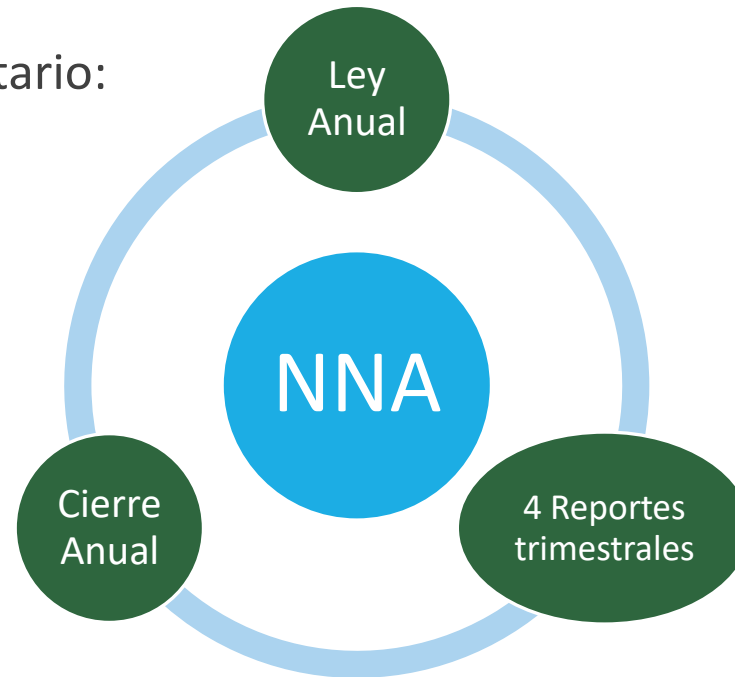 tario:
Ley
Anual
NNA
Cierre
Anual
4 Reportes
trimestrales